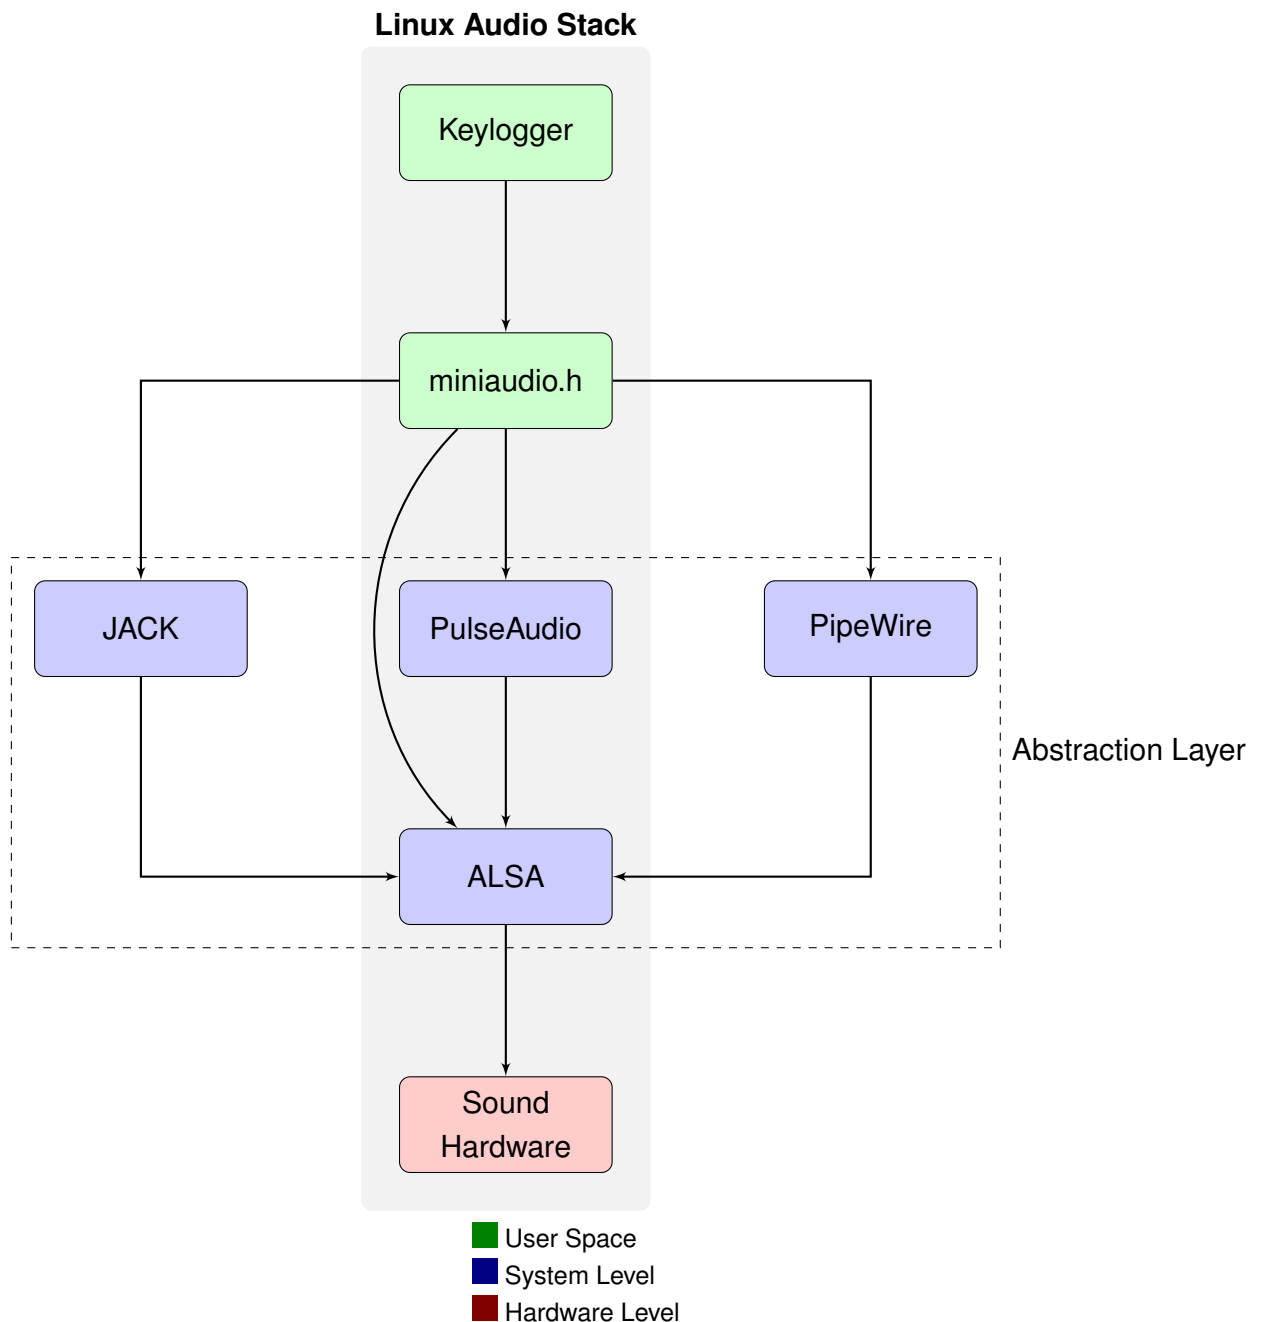 Linux Audio Stack
Keylogger
miniaudio.h
JACK
PulseAudio
PipeWire
Abstraction Layer
ALSA
Sound
Hardware
User Space
System Level
Hardware Level